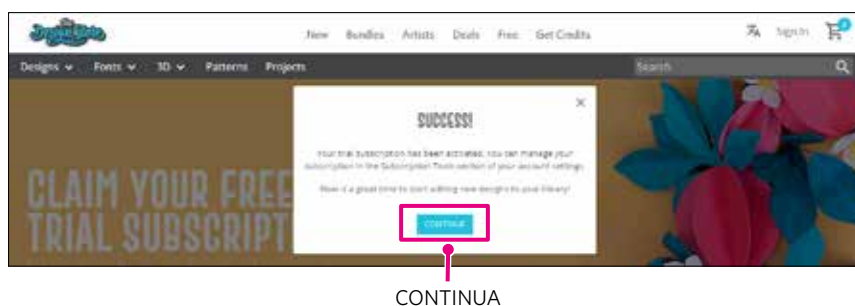 Design Store
New Bundles Artists Deals Free Get Credits
Sign In
Designs Fonts 3D Patterns Projects
Search
SUCCESS!
Your trial subscription has been activated. You can manage your
subscription in the Subscription Tools section of your account settings.
Now is a great time to start adding new designs to your library!
CONTINUE
CLAIM YOUR FREE
TRIAL SUBSCRIPT
CONTINUA